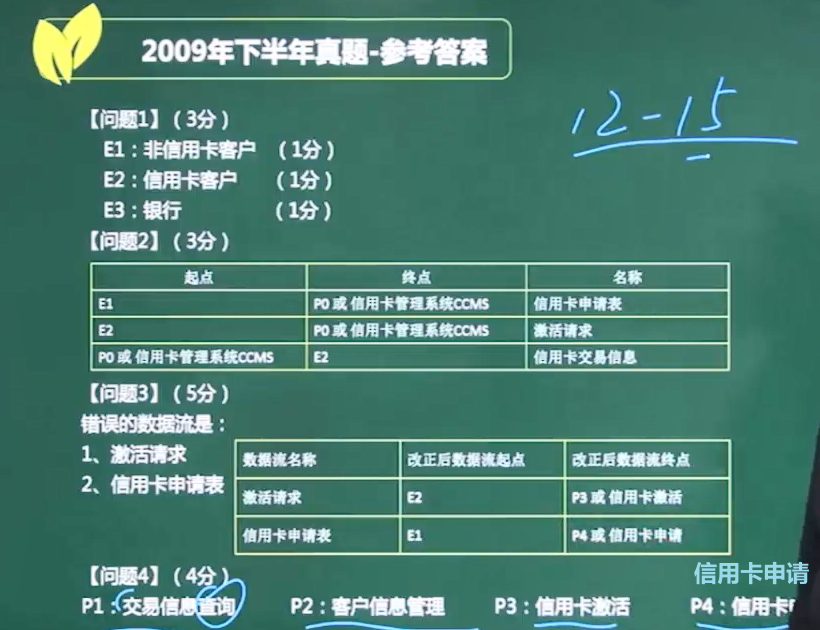 2009年下半年真题-参考答案
12-15
【问题1】（3分）
E1：非信用卡客户 （1分）
E2：信用卡客户 （1分）
E3：银行 （1分）
【问题2】（3分）
起点 终点 名称
E1 P0 或 信用卡管理系统CCMS 信用卡申请表
E2 P0 或 信用卡管理系统CCMS 激活请求
P0 或 信用卡管理系统CCMS E2 信用卡交易信息
【问题3】（5分）
错误的数据流是：
1、激活请求
2、信用卡申请表
数据流名称 改正后数据流起点 改正后数据流终点
激活请求 E2 P3 或 信用卡激活
信用卡申请表 E1 P4 或 信用卡申请
【问题4】（4分）
信用卡申请
P1：交易信息查询 P2：客户信息管理 P3：信用卡激活 P4：信用卡